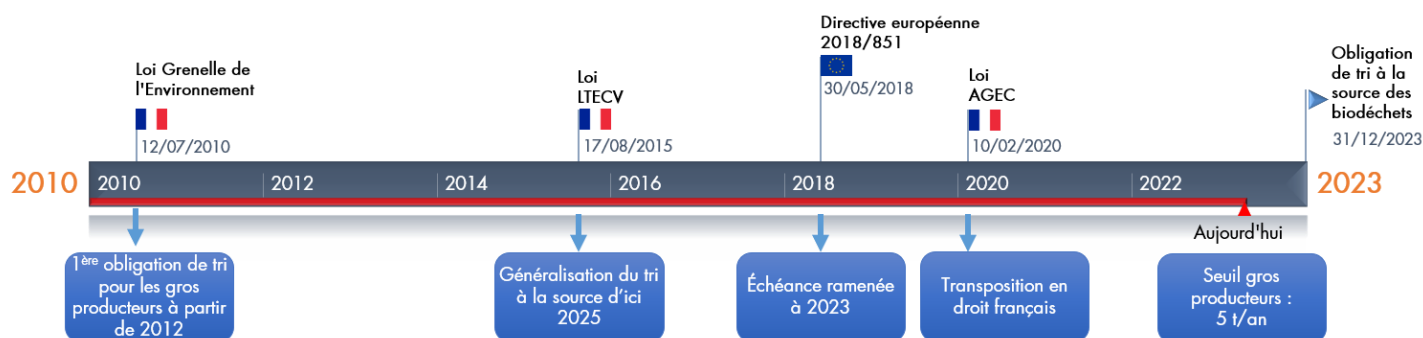 Loi Grenelle de
l'Environnement
12/07/2010
Loi
LTECV
17/08/2015
Directive européenne
2018/851
30/05/2018
Loi
AGEC
10/02/2020
Obligation
de tri à la
source des
biodéchets
31/12/2023
2010
2010
2012
2014
2016
2018
2020
2022
2023
Aujourd'hui
1ère obligation de tri
pour les gros
producteurs à partir
de 2012
Généralisation du tri
à la source d'ici
2025
Échéance ramenée
à 2023
Transposition en
droit français
Seuil gros
producteurs :
5 t/an